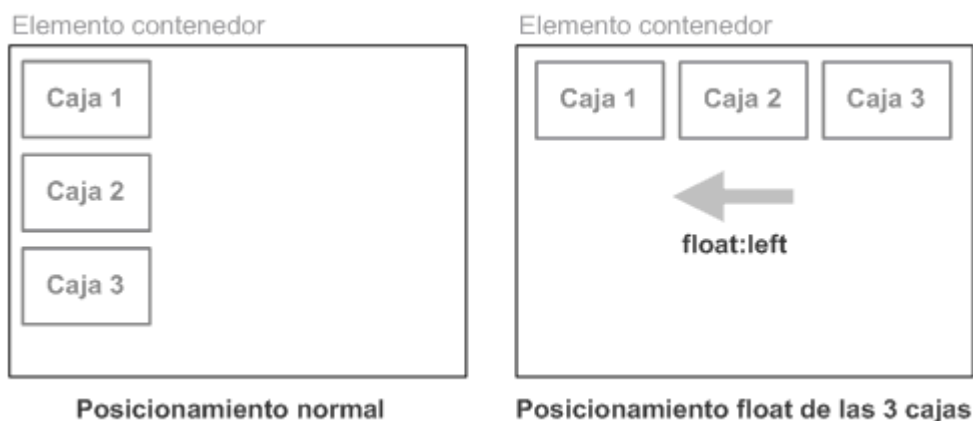 Elemento contenedor
Caja 1
Caja 2
Caja 3
Posicionamiento normal
Elemento contenedor
Caja 1 Caja 2 Caja 3
float:left
Posicionamiento float de las 3 cajas